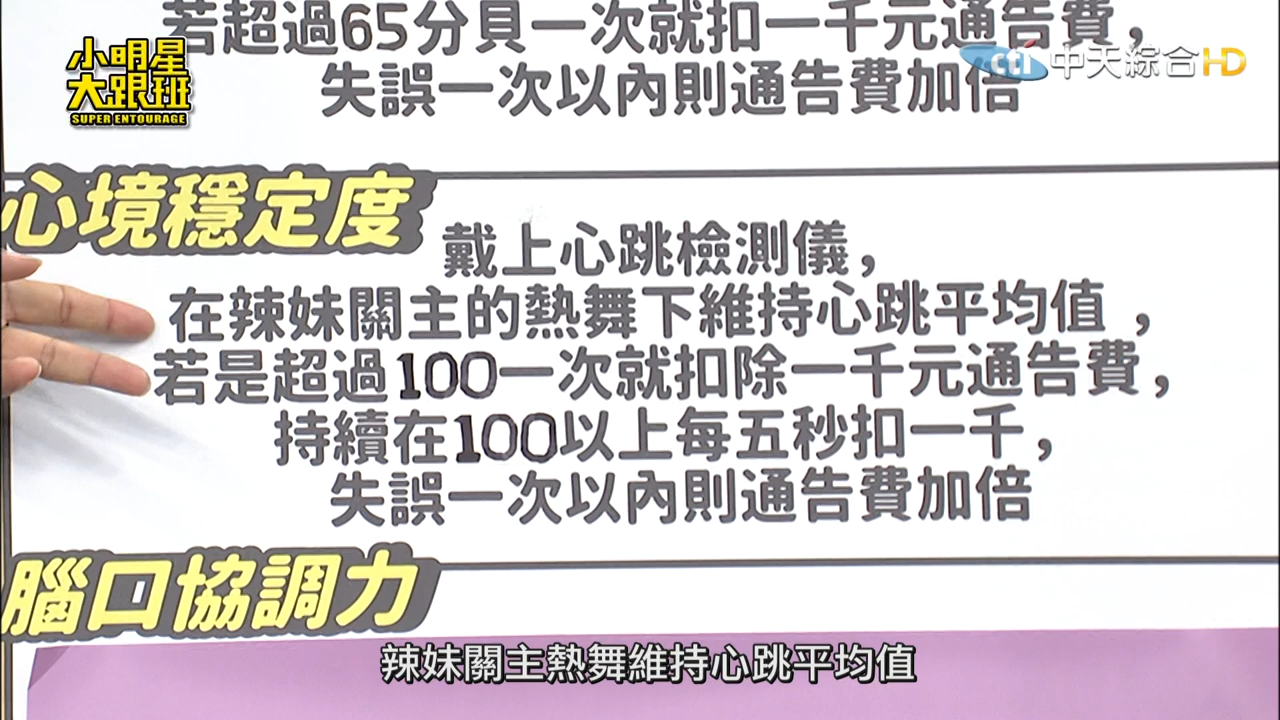 若超過65分貝一次就扣一千元通告費，
失誤一次以內則通告費加倍
小明星
大跟班
SUPER ENTOURAGE
cti 中天綜合HD
心境穩定度
戴上心跳檢測儀，
在辣妹關主的熱舞下維持心跳平均值，
若是超過100一次就扣除一千元通告費，
持續在100以上每五秒扣一千，
失誤一次以內則通告費加倍
腦口協調力
辣妹關主熱舞維持心跳平均值